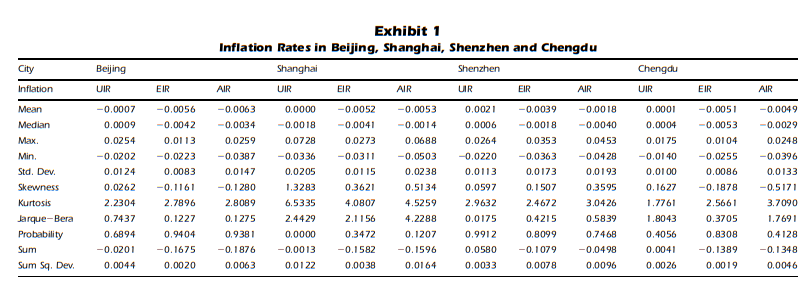 Exhibit 1
Inflation Rates in Beijing, Shanghai, Shenzhen and Chengdu
City Beijing Shanghai Shenzhen Chengdu
Inflation UIR EIR AIR UIR EIR AIR UIR EIR AIR UIR EIR AIR
Mean −0.0007 −0.0056 −0.0063 0.0000 −0.0052 −0.0053 0.0021 −0.0039 −0.0018 0.0001 −0.0051 −0.0049
Median 0.0009 −0.0042 −0.0034 −0.0018 −0.0041 −0.0014 0.0006 −0.0018 −0.0040 0.0004 −0.0053 −0.0029
Max. 0.0254 0.0113 0.0259 0.0728 0.0273 0.0688 0.0264 0.0353 0.0453 0.0175 0.0104 0.0248
Min. −0.0202 −0.0223 −0.0387 −0.0336 −0.0311 −0.0503 −0.0220 −0.0363 −0.0428 −0.0140 −0.0255 −0.0396
Std. Dev. 0.0124 0.0083 0.0147 0.0205 0.0115 0.0238 0.0113 0.0173 0.0193 0.0100 0.0086 0.0133
Skewness 0.0262 −0.1161 −0.1280 1.3283 0.3621 0.5134 0.0597 0.1507 0.3595 0.1627 −0.1878 −0.5171
Kurtosis 2.2304 2.7896 2.8089 6.5335 4.0807 4.5259 2.9632 2.4672 3.0426 1.7761 2.5661 3.7090
Jarque−Bera 0.7437 0.1227 0.1275 2.4429 2.1156 4.2288 0.0175 0.4215 0.5839 1.8043 0.3705 1.7691
Probability 0.6894 0.9404 0.9381 0.0000 0.3472 0.1207 0.9912 0.8099 0.7468 0.4056 0.8308 0.4128
Sum −0.0201 −0.1675 −0.1876 −0.0013 −0.1582 −0.1596 0.0580 −0.1079 −0.0498 0.0041 −0.1389 −0.1348
Sum Sq. Dev. 0.0044 0.0020 0.0063 0.0122 0.0038 0.0164 0.0033 0.0078 0.0096 0.0026 0.0019 0.0046